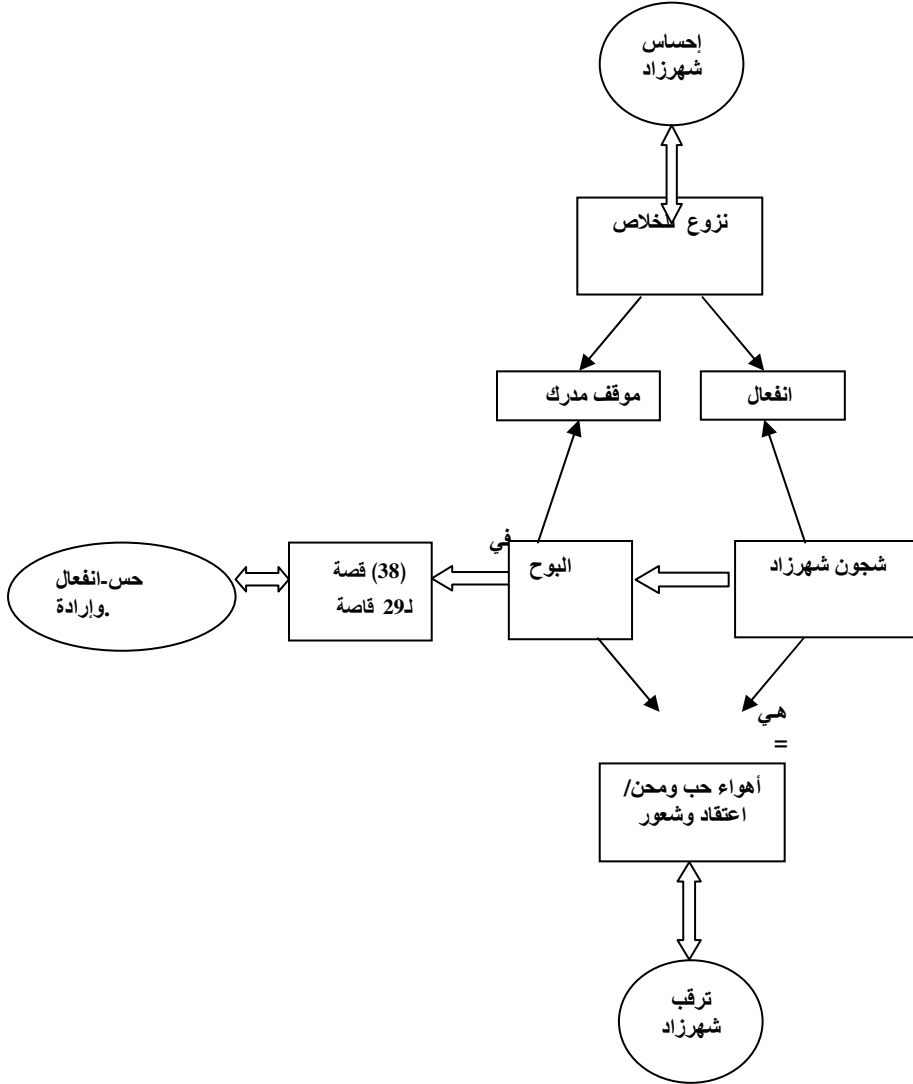 إحساس
شهرزاد
نزوع للخلاص
موقف مدرك
انفعال
شجون شهرزاد
البوح
في
(38) قصة
لـ29 قاصة
حس-انفعال
وإرادة.
هي
=
أهواء حب ومحن/
اعتقاد وشعور
ترقب
شهرزاد